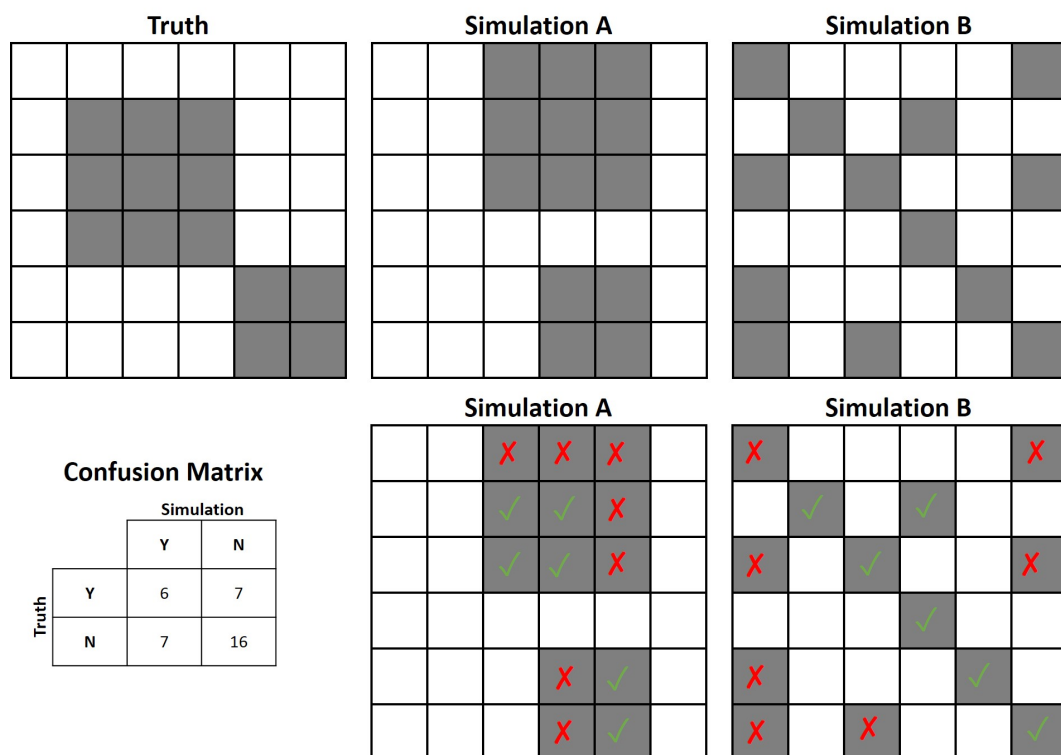 Truth
Simulation A
Simulation B
Simulation A
Simulation B
Confusion Matrix
Simulation
Y N
Truth
Y 6 7
N 7 16